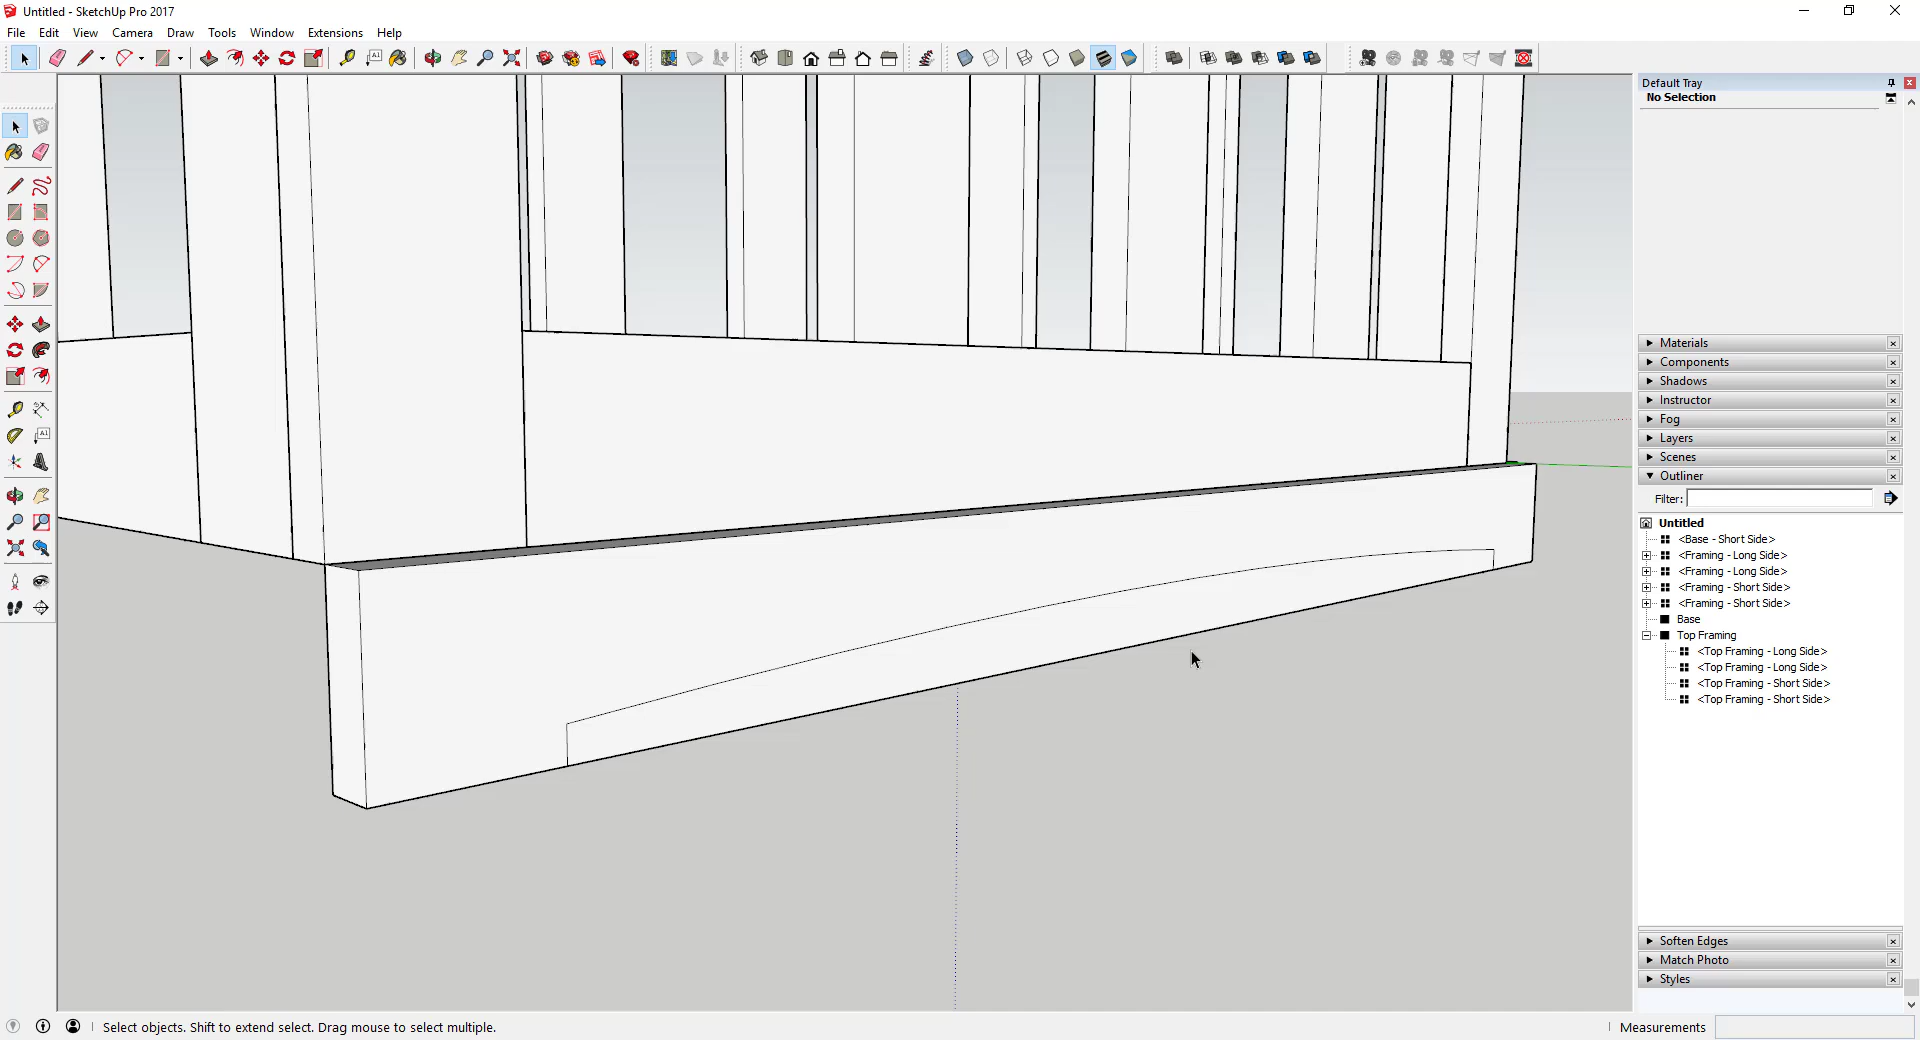 Untitled - SketchUp Pro 2017
File Edit View Camera Draw Tools Window Extensions Help
Default Tray
No Selection
Materials
Components
Shadows
Instructor
Fog
Layers
Scenes
Outliner
Filter:
Untitled
<Base - Short Side>
<Framing - Long Side>
<Framing - Long Side>
<Framing - Short Side>
<Framing - Short Side>
Base
Top Framing
<Top Framing - Long Side>
<Top Framing - Long Side>
<Top Framing - Short Side>
<Top Framing - Short Side>
Soften Edges
Match Photo
Styles
Select objects. Shift to extend select. Drag mouse to select multiple.
Measurements